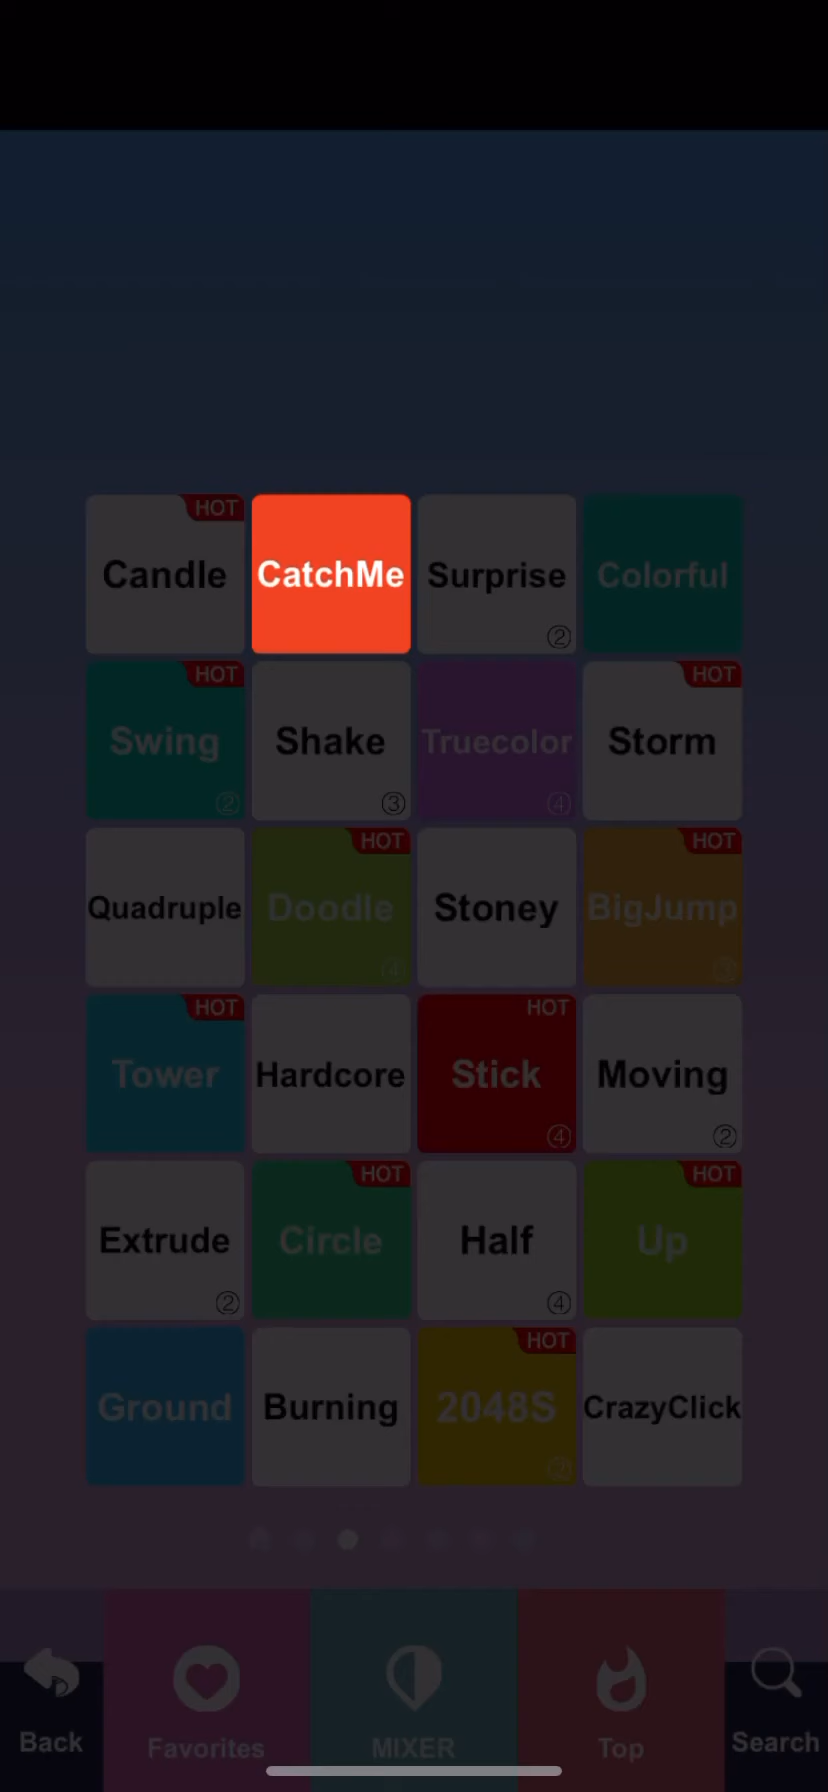 HOT
Candle
CatchMe
Surprise
②
Colorful
HOT
Swing
②
Shake
③
Truecolor
④
HOT
Storm
Quadruple
HOT
Doodle
④
Stoney
HOT
BigJump
HOT
Tower
Hardcore
HOT
Stick
④
Moving
②
Extrude
②
HOT
Circle
Half
④
HOT
Up
Ground
Burning
HOT
2048S
CrazyClick
Back
Favorites
MIXER
Top
Search